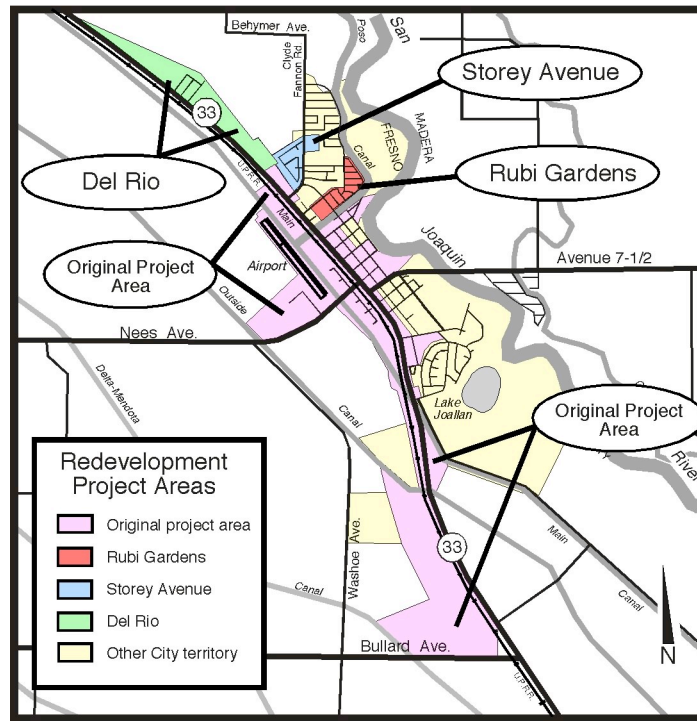 Behymer Ave.
Clyde
Fannon Rd.
Poso
San
Storey Avenue
33
Canal
FRESNO
MADERA
Del Rio
U.P.R.R.
Rubi Gardens
Main
Joaquin
Original Project
Area
Airport
Avenue 7-1/2
Outside
Nees Ave.
Delta-Mendota
Lake
Joallan
Canal
Original Project
Area
River
Redevelopment
Project Areas
Original project area
Rubi Gardens
Storey Avenue
Del Rio
Other City territory
Washoe Ave.
33
Main
Canal
Canal
Bullard Ave.
U.P.R.R.
N